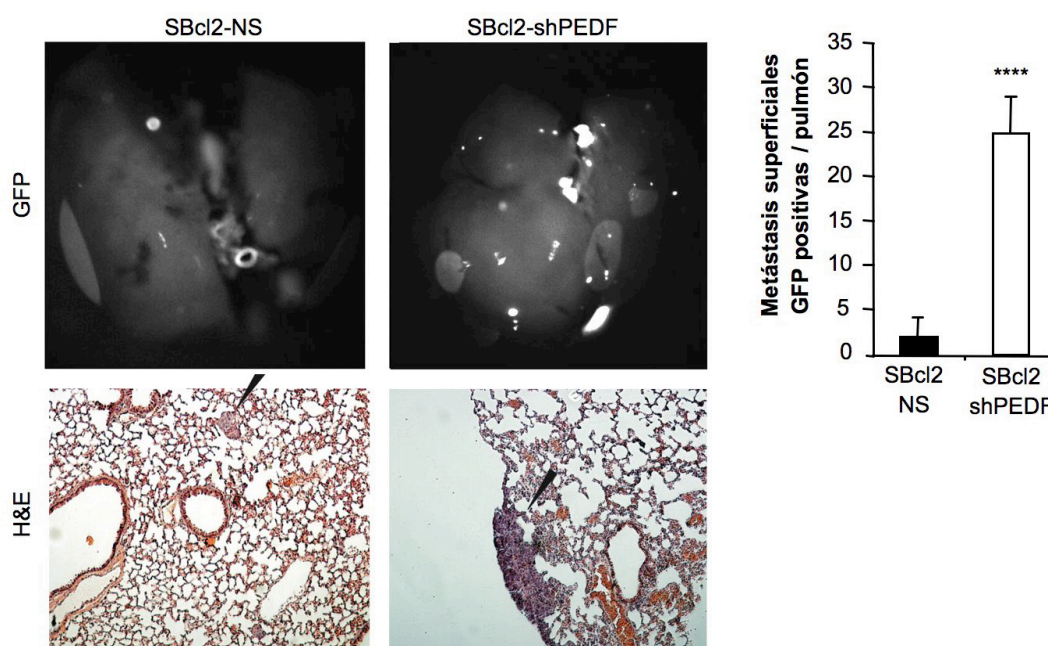 SBcl2-NS
SBcl2-shPEDF
GFP
H&E
Metástasis superficiales
GFP positivas / pulmón
35
30
25
20
15
10
5
0
****
SBcl2
NS
SBcl2
shPEDF